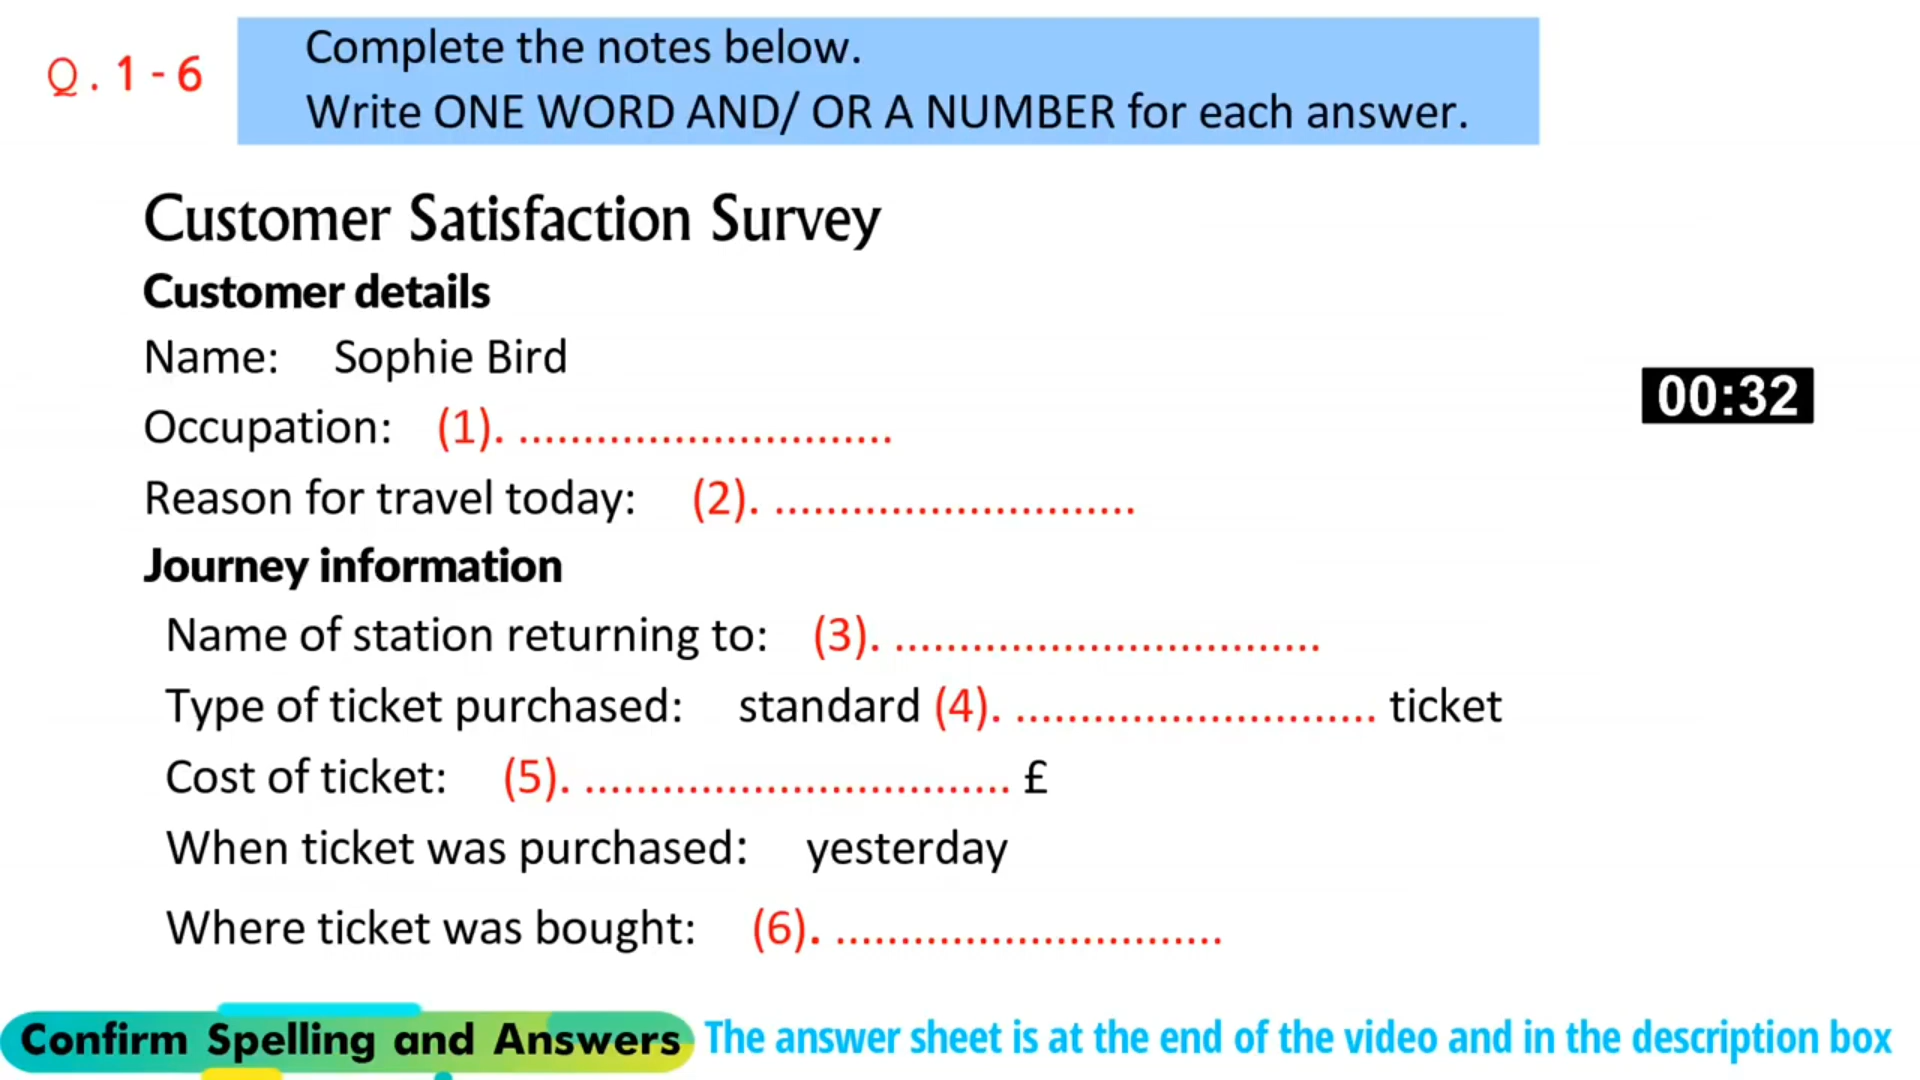 Q. 1 - 6
Complete the notes below.
Write ONE WORD AND/ OR A NUMBER for each answer.
Customer Satisfaction Survey
Customer details
Name: Sophie Bird
00:32
Occupation: (1). .............................
Reason for travel today: (2). ............................
Journey information
Name of station returning to: (3). .................................
Type of ticket purchased: standard (4). ............................ ticket
Cost of ticket: (5). ................................. £
When ticket was purchased: yesterday
Where ticket was bought: (6). ..............................
Confirm Spelling and Answers The answer sheet is at the end of the video and in the description box